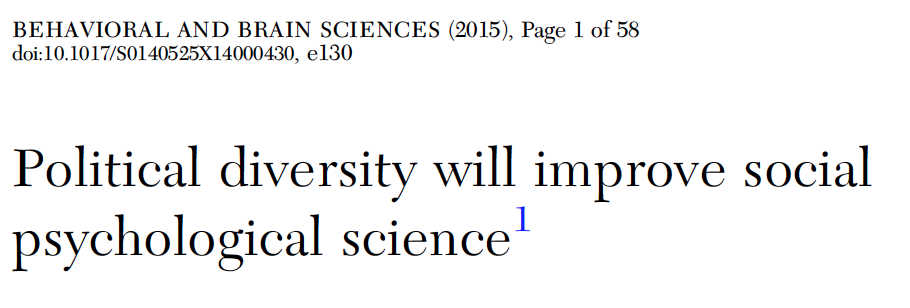 BEHAVIORAL AND BRAIN SCIENCES (2015), Page 1 of 58
doi:10.1017/S0140525X14000430, e130
Political diversity will improve social
psychological science1